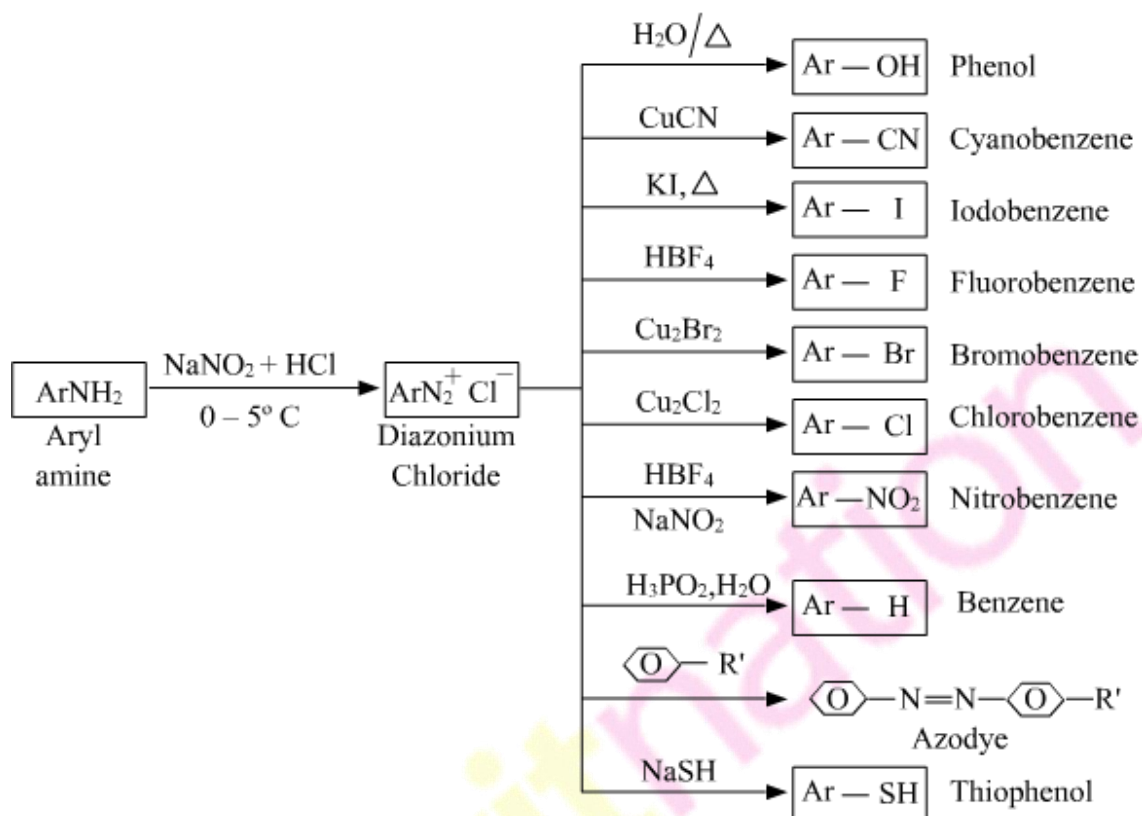 H₂O/△
Ar — OH Phenol
CuCN
Ar — CN Cyanobenzene
KI, △
Ar — I Iodobenzene
HBF₄
Ar — F Fluorobenzene
Cu₂Br₂
Ar — Br Bromobenzene
ArNH₂
Aryl
amine
NaNO₂ + HCl
0 – 5º C
ArN₂⁺ Cl⁻
Diazonium
Chloride
Cu₂Cl₂
Ar — Cl Chlorobenzene
HBF₄
NaNO₂
Ar — NO₂ Nitrobenzene
H₃PO₂,H₂O
Ar — H Benzene
O — R'
O — N = N — O — R'
Azodye
NaSH
Ar — SH Thiophenol
itnation